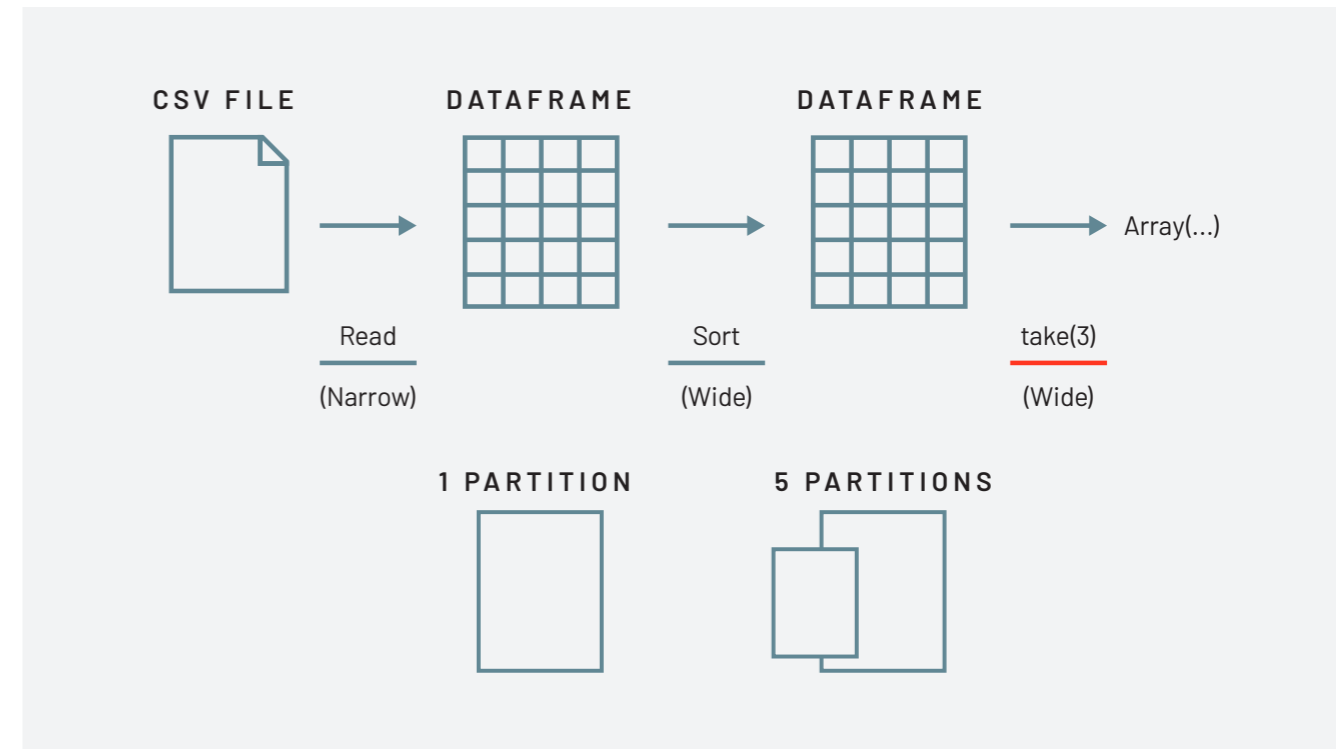 CSV FILE
DATAFRAME
DATAFRAME
Array(...)
Read
Sort
take(3)
(Narrow)
(Wide)
(Wide)
1 PARTITION
5 PARTITIONS